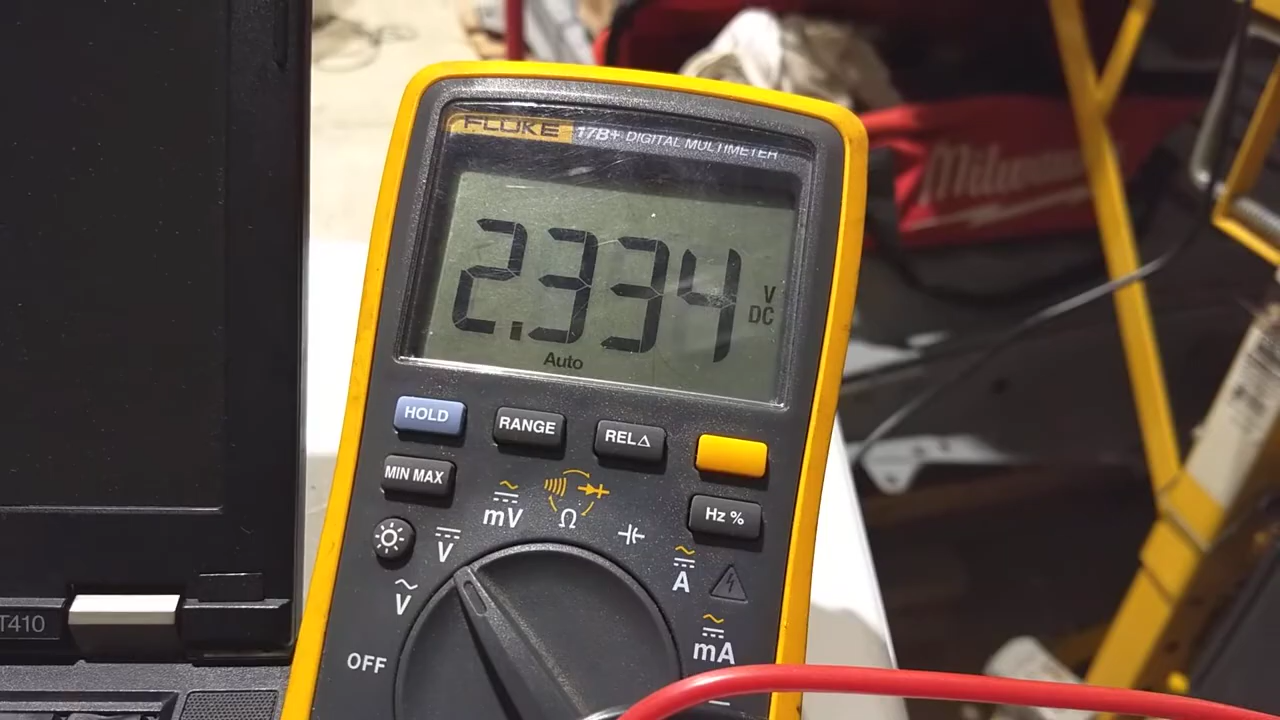 FLUKE 17B+ DIGITAL MULTIMETER
2.334 V DC
Auto
HOLD RANGE REL△
MIN MAX Hz %
mV Ω
V A
V mA
OFF
T410